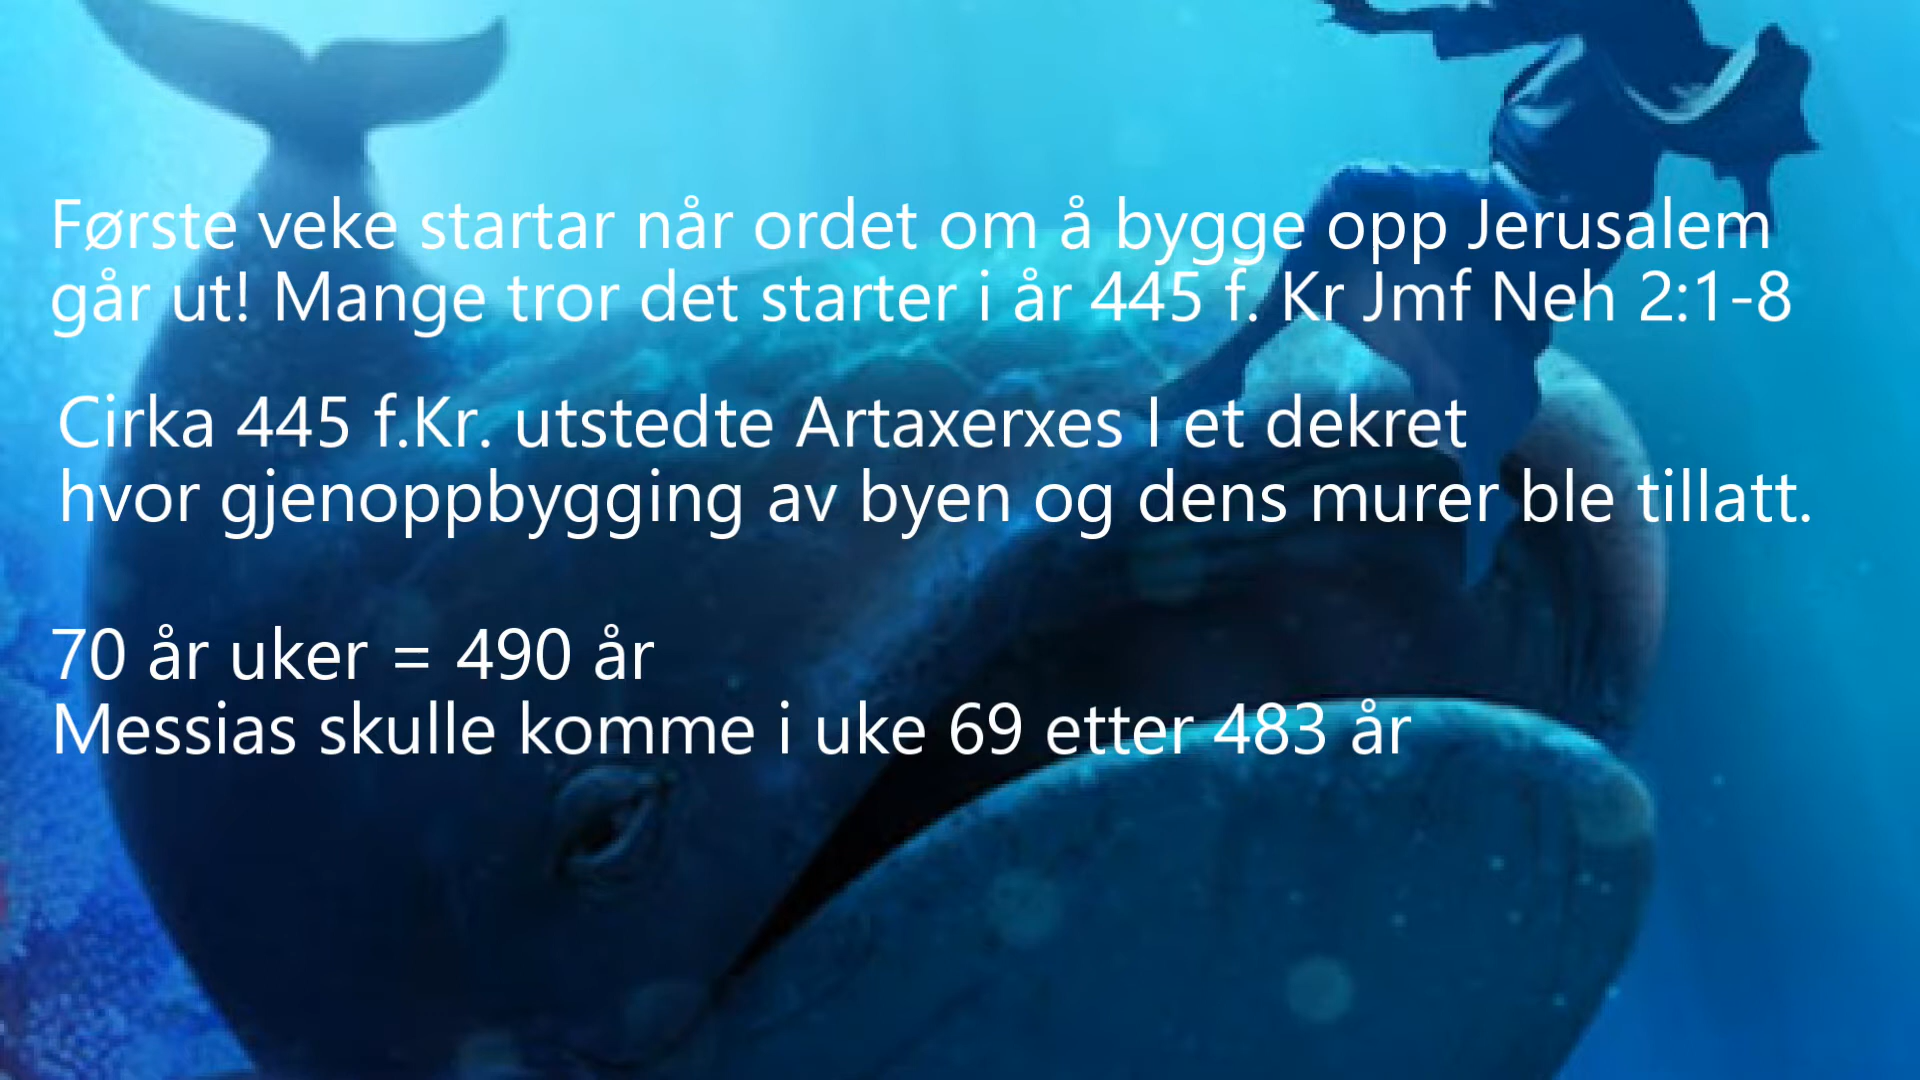 Første veke startar når ordet om å bygge opp Jerusalem
går ut! Mange tror det starter i år 445 f. Kr Jmf Neh 2:1-8
Cirka 445 f.Kr. utstedte Artaxerxes I et dekret
hvor gjenoppbygging av byen og dens murer ble tillatt.
70 år uker = 490 år
Messias skulle komme i uke 69 etter 483 år